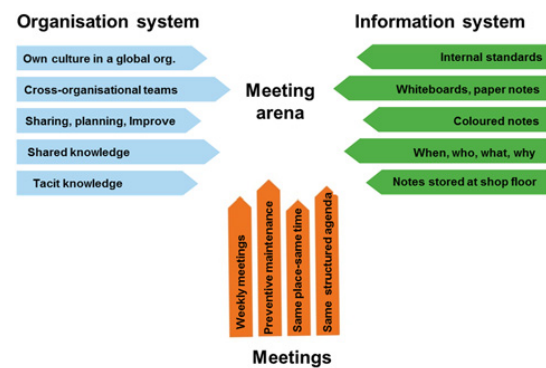 Organisation system
Own culture in a global org.
Cross-organisational teams
Sharing, planning, Improve
Shared knowledge
Tacit knowledge
Meeting
arena
Information system
Internal standards
Whiteboards, paper notes
Coloured notes
When, who, what, why
Notes stored at shop floor
Weekly meetings
Preventive maintenance
Same place-same time
Same structured agenda
Meetings